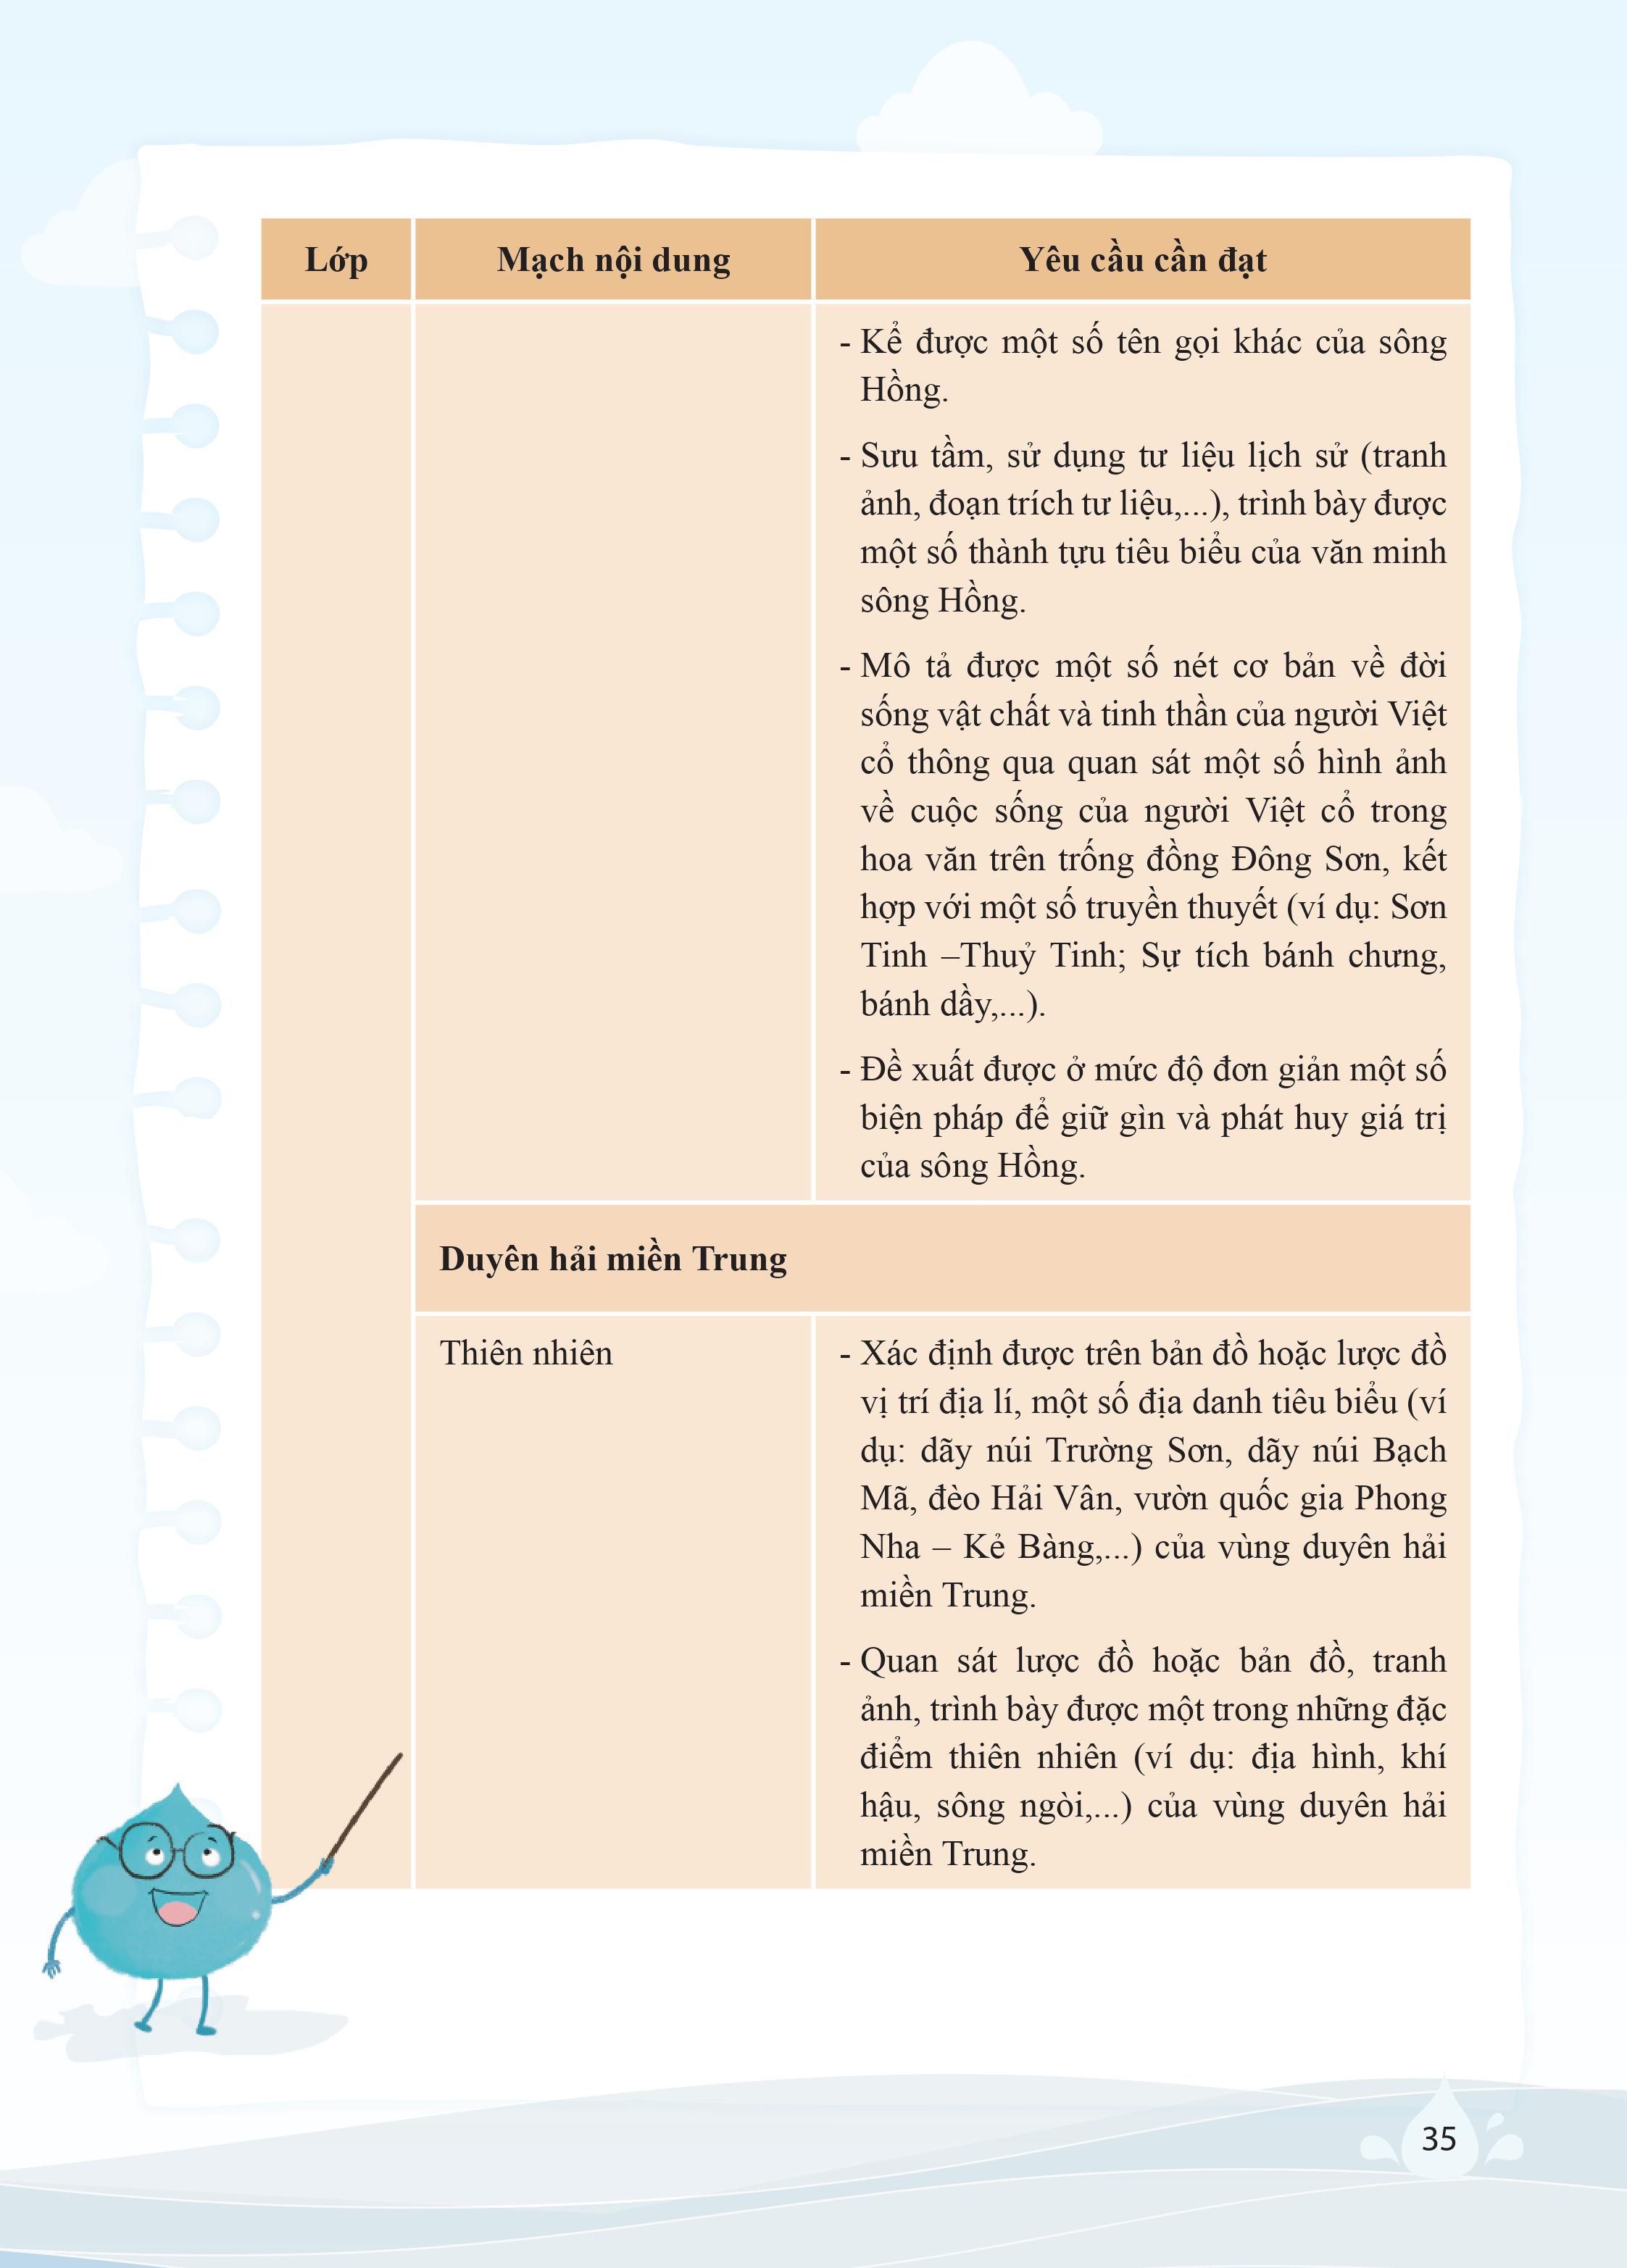 Lớp
Mạch nội dung
Yêu cầu cần đạt
- Kể được một số tên gọi khác của sông
Hồng.
- Sưu tầm, sử dụng tư liệu lịch sử (tranh
ảnh, đoạn trích tư liệu,...), trình bày được
một số thành tựu tiêu biểu của văn minh
sông Hồng.
- Mô tả được một số nét cơ bản về đời
sống vật chất và tinh thần của người Việt
cổ thông qua quan sát một số hình ảnh
về cuộc sống của người Việt cổ trong
hoa văn trên trống đồng Đông Sơn, kết
hợp với một số truyền thuyết (ví dụ: Sơn
Tinh –Thuỷ Tinh; Sự tích bánh chưng,
bánh dầy,...).
- Đề xuất được ở mức độ đơn giản một số
biện pháp để giữ gìn và phát huy giá trị
của sông Hồng.
Duyên hải miền Trung
Thiên nhiên
- Xác định được trên bản đồ hoặc lược đồ
vị trí địa lí, một số địa danh tiêu biểu (ví
dụ: dãy núi Trường Sơn, dãy núi Bạch
Mã, đèo Hải Vân, vườn quốc gia Phong
Nha – Kẻ Bàng,...) của vùng duyên hải
miền Trung.
- Quan sát lược đồ hoặc bản đồ, tranh
ảnh, trình bày được một trong những đặc
điểm thiên nhiên (ví dụ: địa hình, khí
hậu, sông ngòi,...) của vùng duyên hải
miền Trung.
35